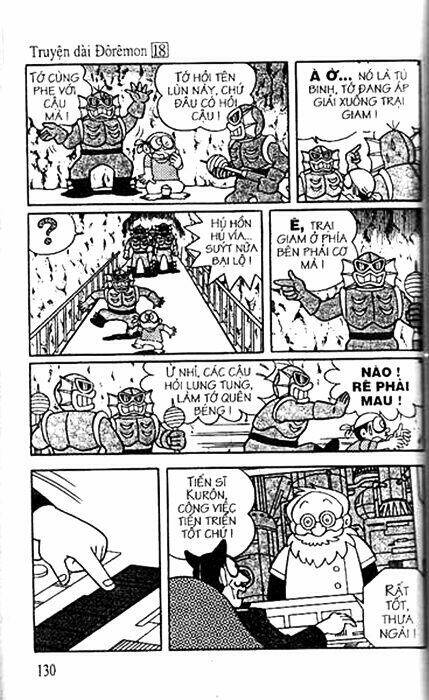 Truyện dài Đôrêmon 18
TỚ CÙNG
PHE VỚI
CẬU
MÀ !
TỚ HỎI TÊN
LÙN NÀY, CHỨ
ĐÂU CÓ HỎI
CẬU !
À Ờ... NÓ LÀ TÙ
BINH, TỚ ĐANG ÁP
GIẢI XUỐNG TRẠI
GIAM !
?
HÚ HỒN
HÚ VÍA...
SUÝT NỮA
BẠI LỘ !
Ê, TRẠI
GIAM Ở PHÍA
BÊN PHẢI CƠ
MÀ !
Ừ NHỈ, CÁC CẬU
HỎI LUNG TUNG,
LÀM TỚ QUÊN
BÉNG !
NÀO !
RẼ PHẢI
MAU !
TIẾN SĨ
KURÔN,
CÔNG VIỆC
TIẾN TRIỂN
TỐT CHỨ !
RẤT
TỐT,
THƯA
NGÀI !
130